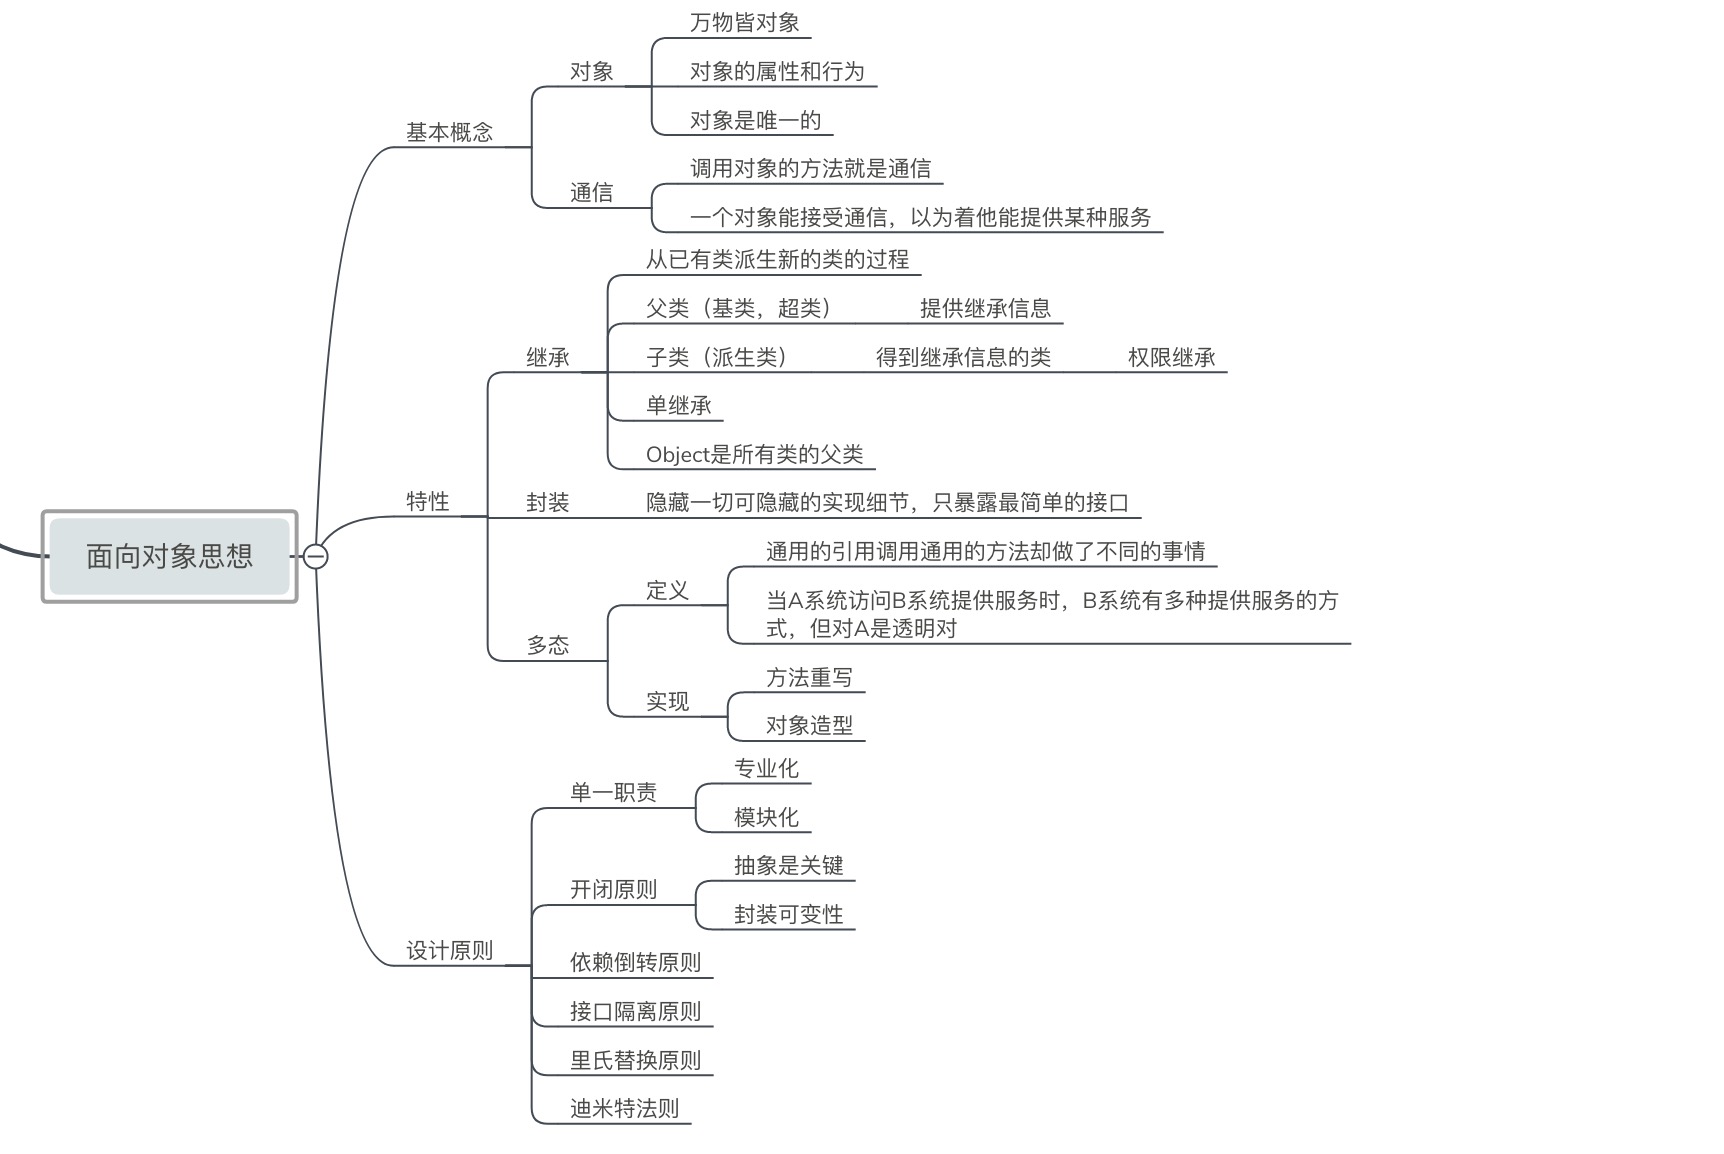 面向对象思想
基本概念
对象
万物皆对象
对象的属性和行为
对象是唯一的
通信
调用对象的方法就是通信
一个对象能接受通信，以为着他能提供某种服务
特性
继承
从已有类派生新的类的过程
父类（基类，超类）
提供继承信息
子类（派生类）
得到继承信息的类
权限继承
单继承
Object是所有类的父类
封装
隐藏一切可隐藏的实现细节，只暴露最简单的接口
多态
定义
通用的引用调用通用的方法却做了不同的事情
当A系统访问B系统提供服务时，B系统有多种提供服务的方
式，但对A是透明对
实现
方法重写
对象造型
设计原则
单一职责
专业化
模块化
开闭原则
抽象是关键
封装可变性
依赖倒转原则
接口隔离原则
里氏替换原则
迪米特法则